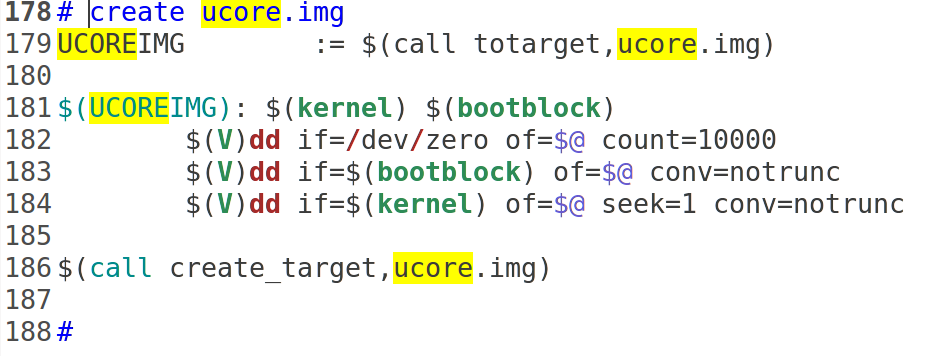 178 # create ucore.img
179 UCOREIMG := $(call totarget,ucore.img)
180
181 $(UCOREIMG): $(kernel) $(bootblock)
182 $(V)dd if=/dev/zero of=$@ count=10000
183 $(V)dd if=$(bootblock) of=$@ conv=notrunc
184 $(V)dd if=$(kernel) of=$@ seek=1 conv=notrunc
185
186 $(call create_target,ucore.img)
187
188 #